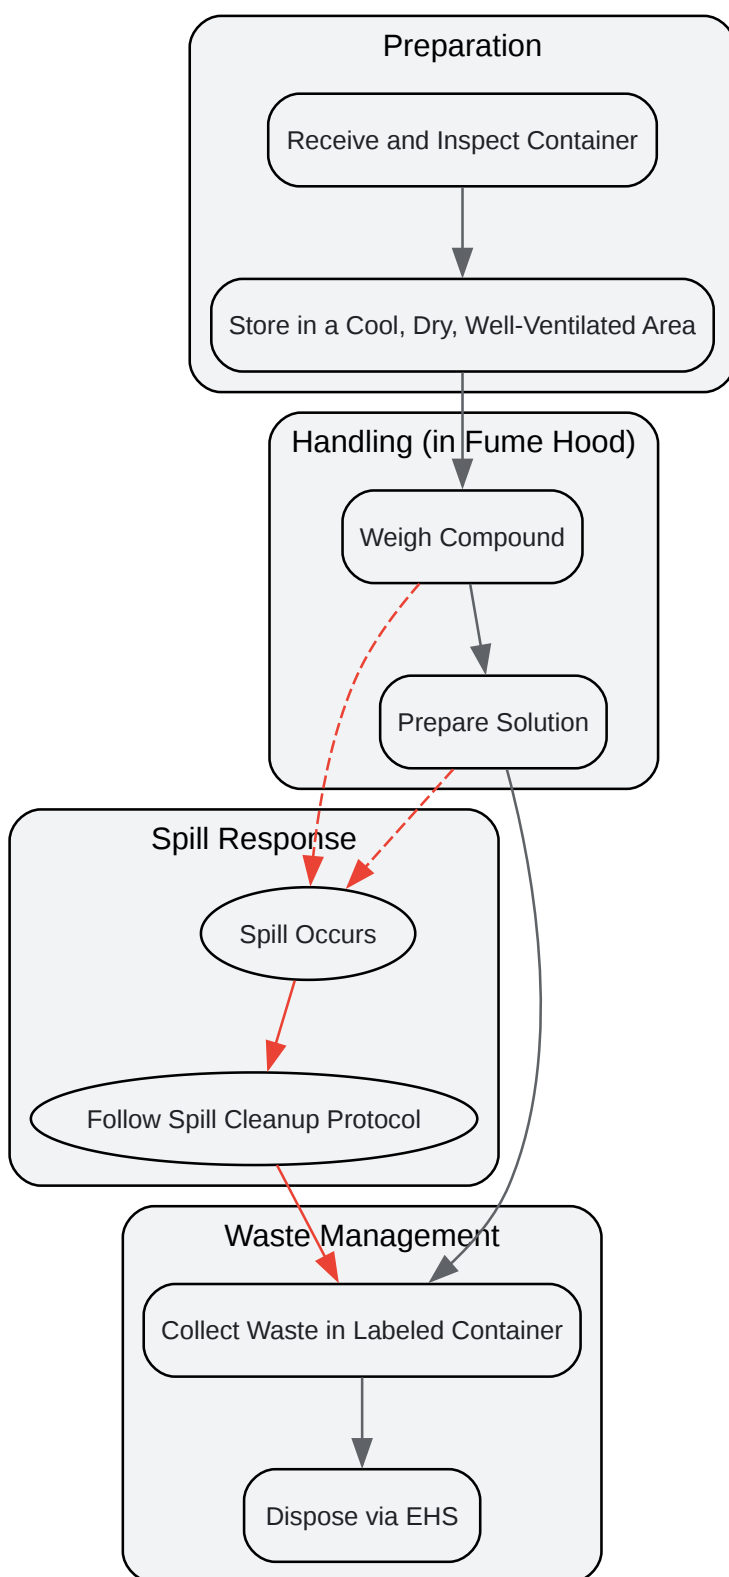 Preparation
Receive and Inspect Container
Store in a Cool, Dry, Well-Ventilated Area
Handling (in Fume Hood)
Weigh Compound
Prepare Solution
Spill Response
Spill Occurs
Follow Spill Cleanup Protocol
Waste Management
Collect Waste in Labeled Container
Dispose via EHS